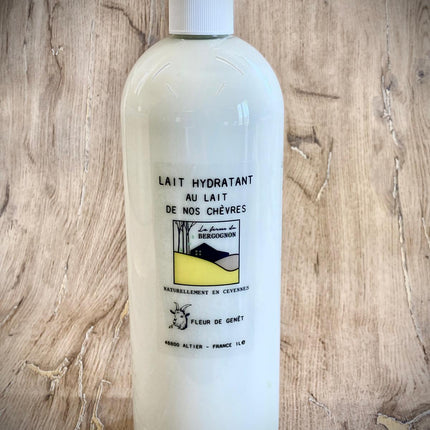 LAIT HYDRATANT
AU LAIT
DE NOS CHÈVRES
La ferme du
BERGOGNON
NATURELLEMENT EN CEVENNES
FLEUR DE GENÊT
48800 ALTIER - FRANCE 1L℮